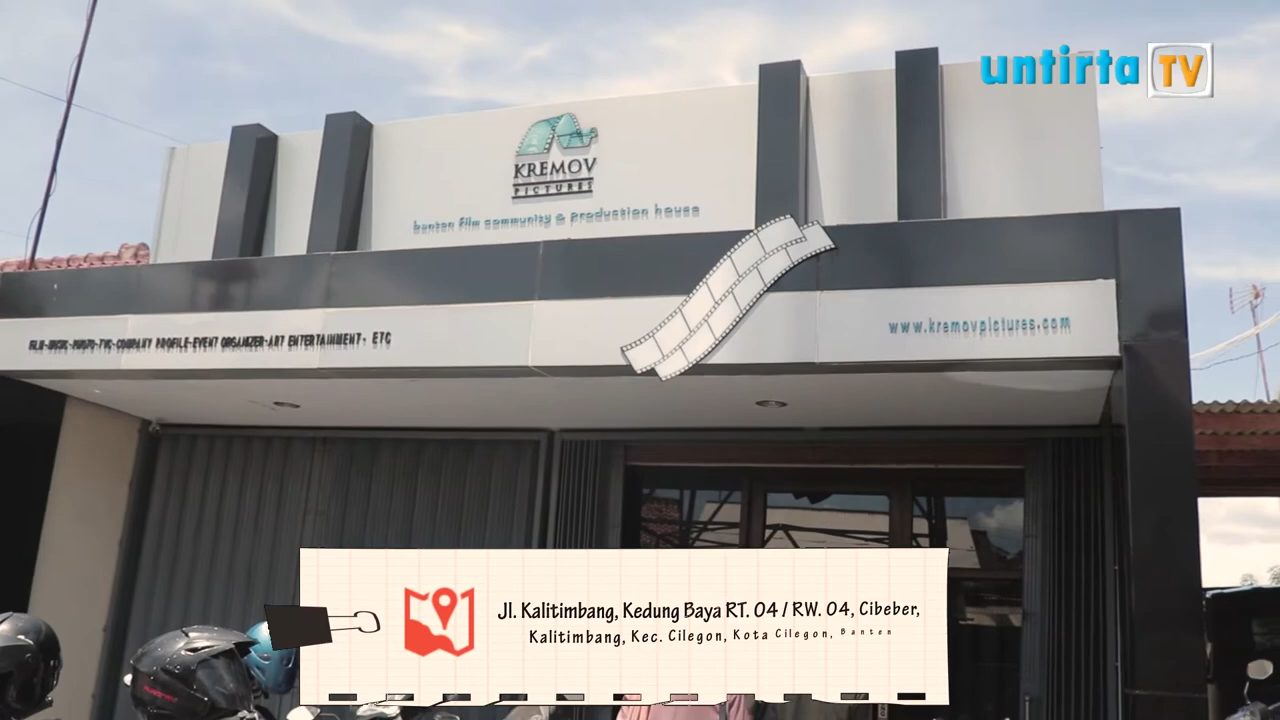 untirta TV
KREMOV
PICTURES
banten film community & production house
FILM-MUSIC-PHOTO-TVC-COMPANY PROFILE-EVENT ORGANIZER-ART ENTERTAINMENT- ETC
www.kremovpictures.com
Jl. Kalitimbang, Kedung Baya RT. 04 / RW. 04, Cibeber,
Kalitimbang, Kec. Cilegon, Kota Cilegon, Banten